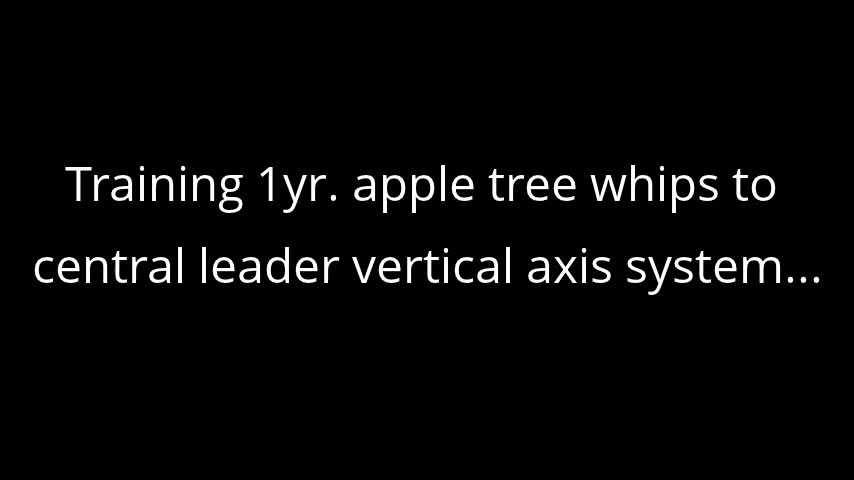 Training 1yr. apple tree whips to
central leader vertical axis system...